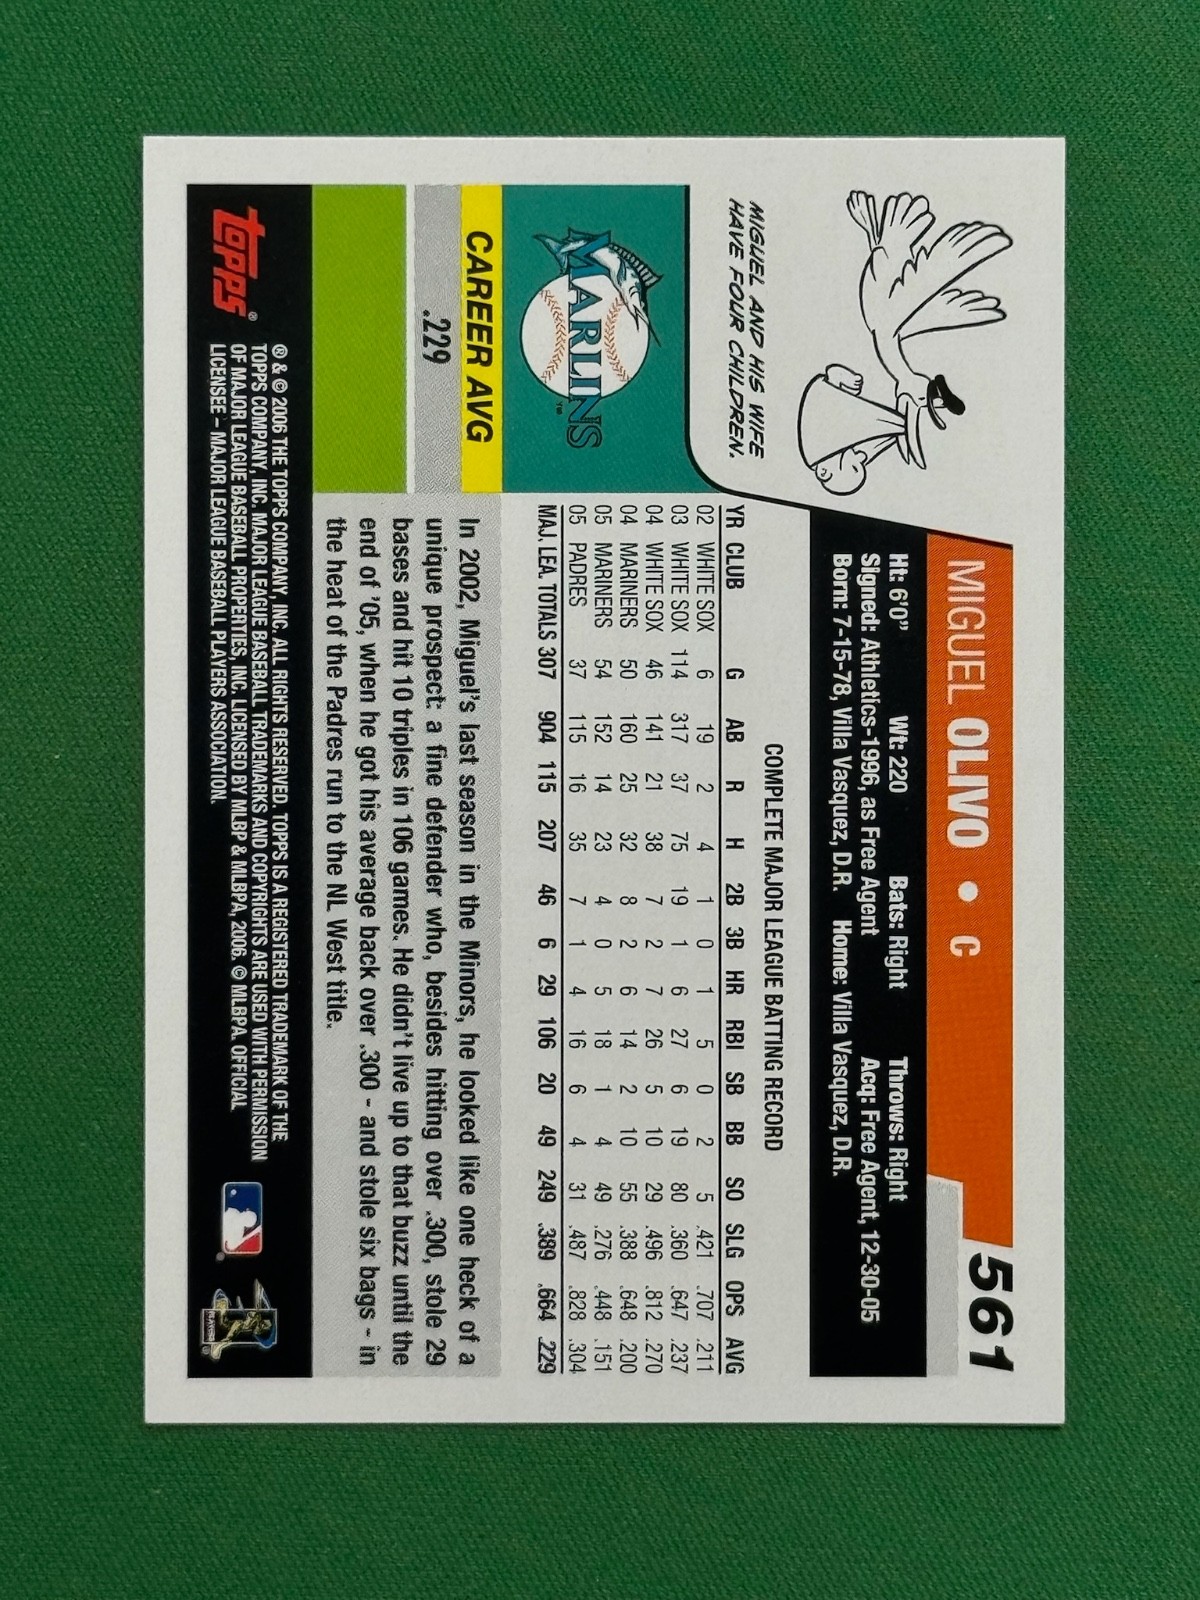 561
MIGUEL OLIVO • C
Ht: 6'0" Wt: 220 Bats: Right Throws: Right
Signed: Athletics-1996, as Free Agent Acq: Free Agent, 12-30-05
Born: 7-15-78, Villa Vasquez, D.R. Home: Villa Vasquez, D.R.
MIGUEL AND HIS WIFE
HAVE FOUR CHILDREN.
COMPLETE MAJOR LEAGUE BATTING RECORD
YR CLUB G AB R H 2B 3B HR RBI SB BB SO SLG OPS AVG
02 WHITE SOX 6 19 2 4 1 0 1 5 0 2 5 .421 .707 .211
03 WHITE SOX 114 317 37 75 19 1 6 27 6 19 80 .360 .647 .237
04 WHITE SOX 46 141 21 38 7 2 7 26 5 10 29 .496 .812 .270
04 MARINERS 50 160 25 32 8 2 6 14 2 10 55 .388 .648 .200
05 MARINERS 54 152 14 23 4 0 5 18 1 4 49 .276 .448 .151
05 PADRES 37 115 16 35 7 1 4 16 6 4 31 .487 .828 .304
MAJ. LEA. TOTALS 307 904 115 207 46 6 29 106 20 49 249 .389 .664 .229
MARLINS™
CAREER AVG
.229
In 2002, Miguel's last season in the Minors, he looked like one heck of a
unique prospect: a fine defender who, besides hitting over .300, stole 29
bases and hit 10 triples in 106 games. He didn't live up to that buzz until the
end of '05, when he got his average back over .300 - and stole six bags - in
the heat of the Padres run to the NL West title.
topps®
® & © 2006 THE TOPPS COMPANY, INC. ALL RIGHTS RESERVED. TOPPS IS A REGISTERED TRADEMARK OF THE
TOPPS COMPANY, INC. MAJOR LEAGUE BASEBALL TRADEMARKS AND COPYRIGHTS ARE USED WITH PERMISSION
OF MAJOR LEAGUE BASEBALL PROPERTIES, INC. LICENSED BY MLBP & MLBPA, 2006. © MLBPA. OFFICIAL
LICENSEE – MAJOR LEAGUE BASEBALL PLAYERS ASSOCIATION.
PLAYERS